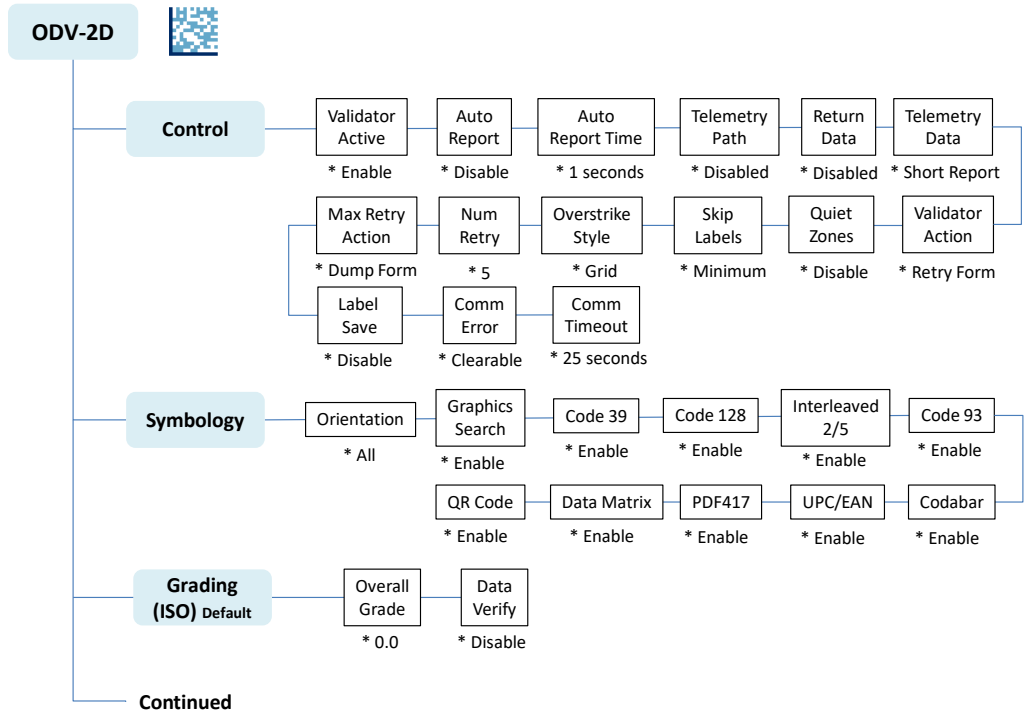 ODV-2D
Control
Validator
Active
* Enable
Auto
Report
* Disable
Auto
Report Time
* 1 seconds
Telemetry
Path
* Disabled
Return
Data
* Disabled
Telemetry
Data
* Short Report
Max Retry
Action
* Dump Form
Num
Retry
* 5
Overstrike
Style
* Grid
Skip
Labels
* Minimum
Quiet
Zones
* Disable
Validator
Action
* Retry Form
Label
Save
* Disable
Comm
Error
* Clearable
Comm
Timeout
* 25 seconds
Symbology
Orientation
* All
Graphics
Search
* Enable
Code 39
* Enable
Code 128
* Enable
Interleaved
2/5
* Enable
Code 93
* Enable
QR Code
* Enable
Data Matrix
* Enable
PDF417
* Enable
UPC/EAN
* Enable
Codabar
* Enable
Grading
(ISO) Default
Overall
Grade
* 0.0
Data
Verify
* Disable
Continued